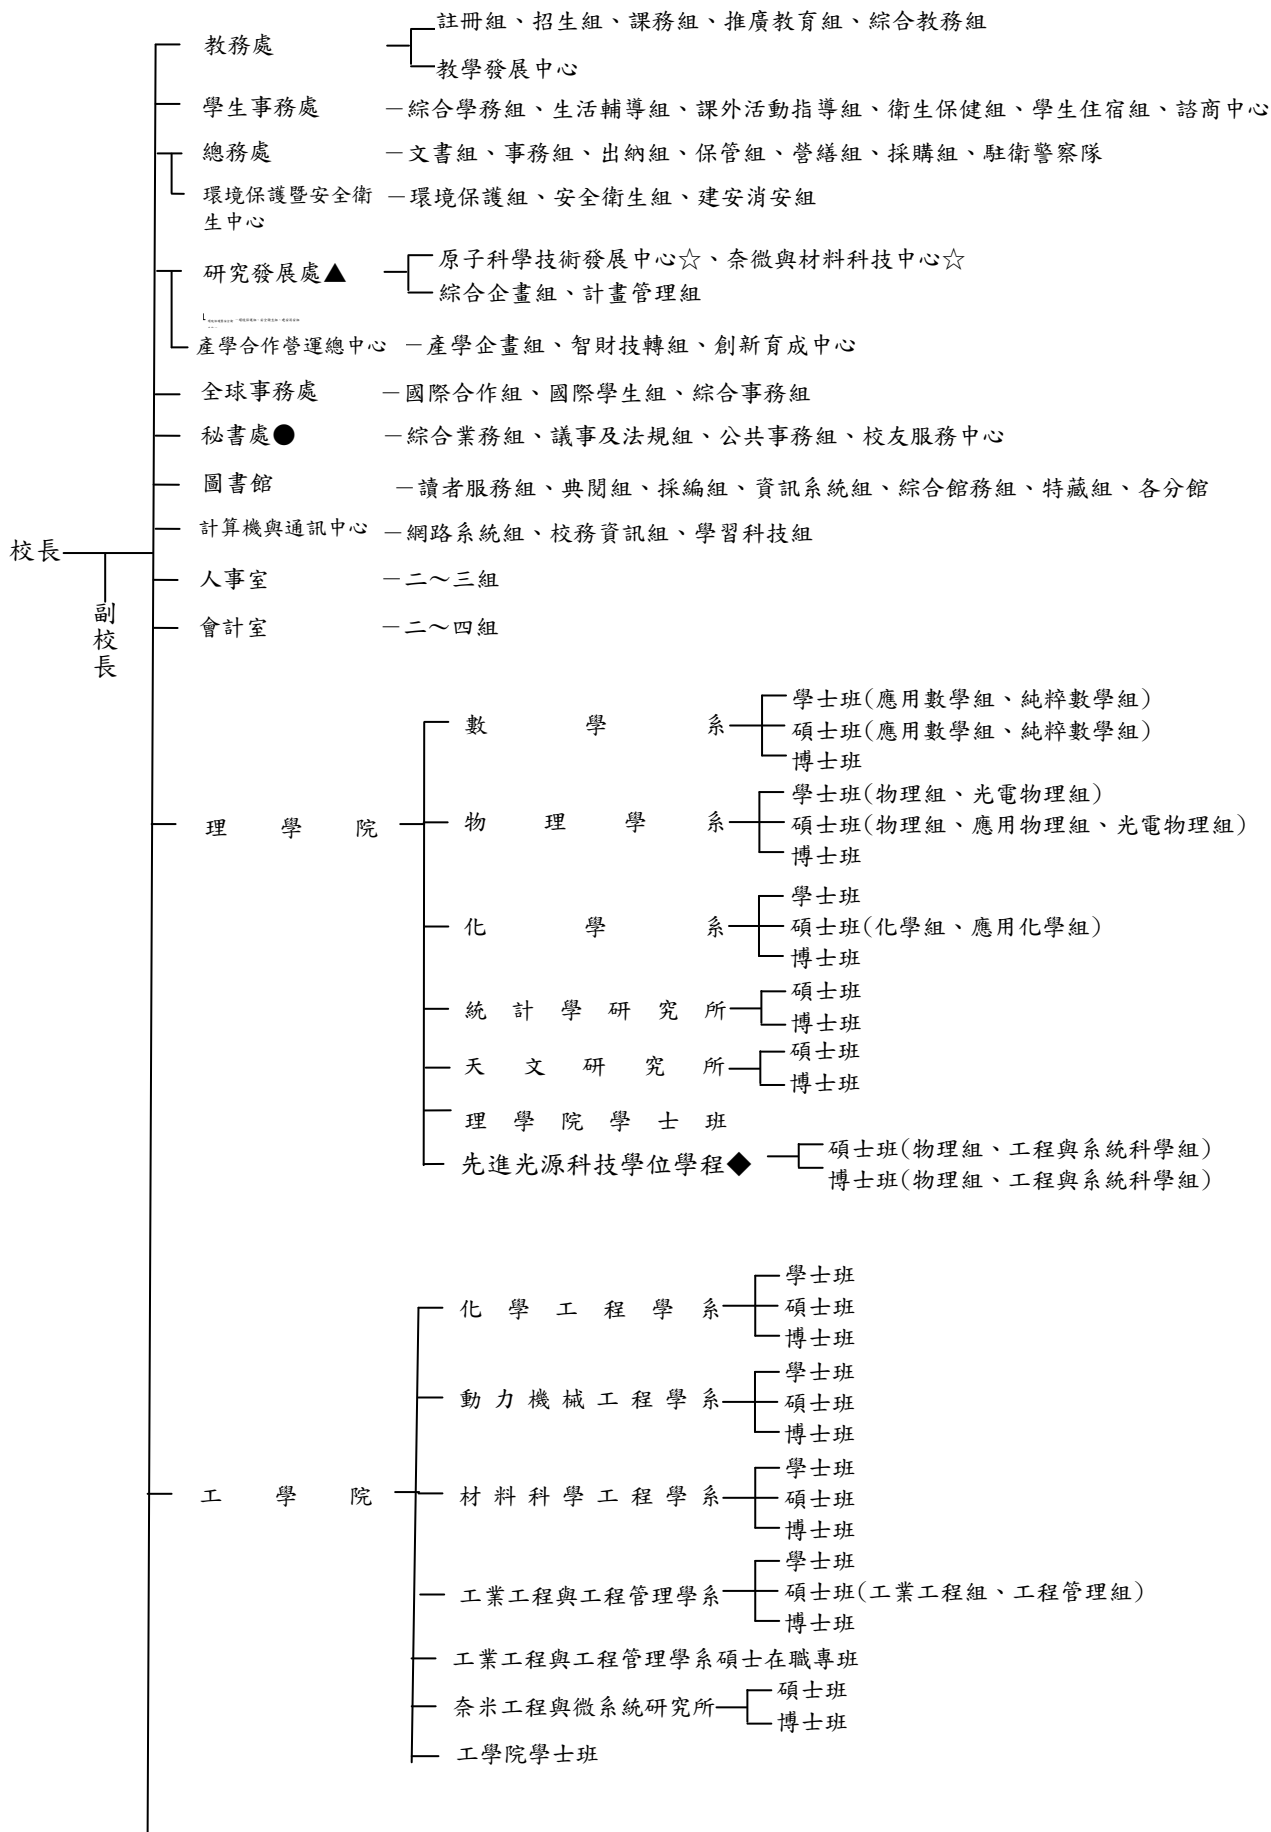 註冊組、招生組、課務組、推廣教育組、綜合教務組
教務處
教學發展中心
學生事務處 －綜合學務組、生活輔導組、課外活動指導組、衛生保健組、學生住宿組、諮商中心
總務處 －文書組、事務組、出納組、保管組、營繕組、採購組、駐衛警察隊
環境保護暨安全衛 －環境保護組、安全衛生組、建安消安組
生中心
原子科學技術發展中心☆、奈微與材料科技中心☆
研究發展處▲
綜合企畫組、計畫管理組
產學合作營運總中心 －產學企畫組、智財技轉組、創新育成中心
全球事務處 －國際合作組、國際學生組、綜合事務組
秘書處● －綜合業務組、議事及法規組、公共事務組、校友服務中心
圖書館 －讀者服務組、典閱組、採編組、資訊系統組、綜合館務組、特藏組、各分館
計算機與通訊中心 －網路系統組、校務資訊組、學習科技組
校長
人事室 －二～三組
副校長
會計室 －二～四組
學士班(應用數學組、純粹數學組)
數學系
碩士班(應用數學組、純粹數學組)
博士班
學士班(物理組、光電物理組)
理學院
物理學系
碩士班(物理組、應用物理組、光電物理組)
博士班
學士班
化學系
碩士班(化學組、應用化學組)
博士班
碩士班
統計學研究所
博士班
碩士班
天文研究所
博士班
理學院學士班
先進光源科技學位學程◆
碩士班(物理組、工程與系統科學組)
博士班(物理組、工程與系統科學組)
學士班
化學工程學系
碩士班
博士班
學士班
動力機械工程學系
碩士班
博士班
學士班
工學院
材料科學工程學系
碩士班
博士班
學士班
工業工程與工程管理學系
碩士班(工業工程組、工程管理組)
博士班
工業工程與工程管理學系碩士在職專班
碩士班
奈米工程與微系統研究所
博士班
工學院學士班